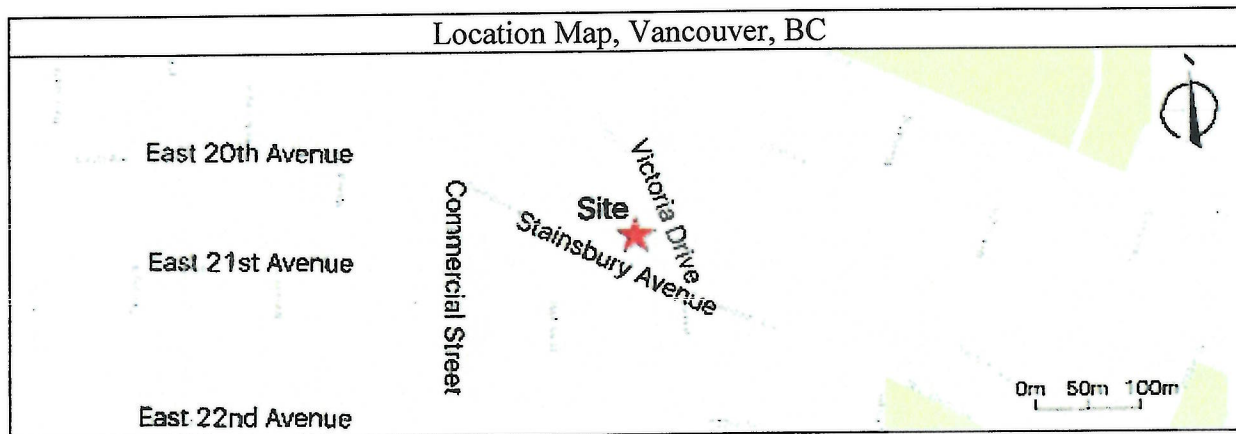 Location Map, Vancouver, BC
East 20th Avenue
Victoria Drive
Commercial Street
Site
Stainsbury Avenue
East 21st Avenue
0m 50m 100m
East 22nd Avenue